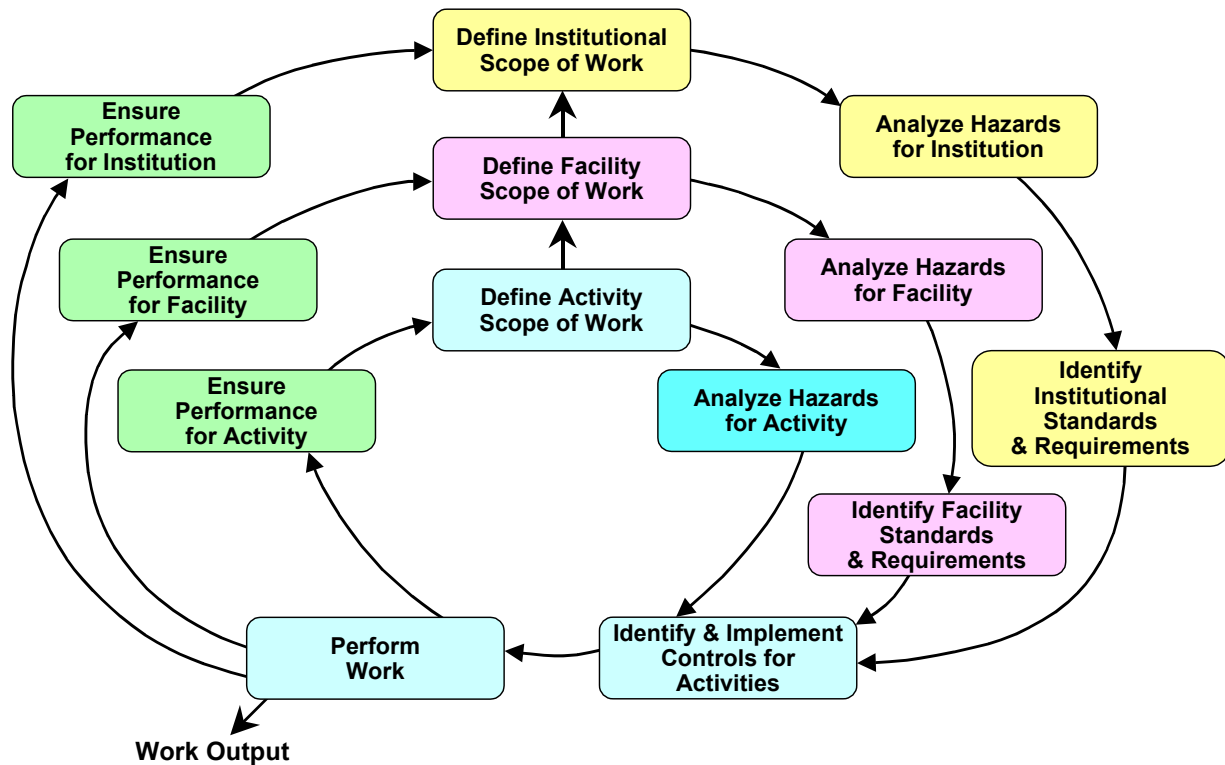 Define Institutional
Scope of Work
Ensure
Performance
for Institution
Analyze Hazards
for Institution
Define Facility
Scope of Work
Ensure
Performance
for Facility
Analyze Hazards
for Facility
Define Activity
Scope of Work
Ensure
Performance
for Activity
Analyze Hazards
for Activity
Identify
Institutional
Standards
& Requirements
Identify Facility
Standards
& Requirements
Perform
Work
Identify & Implement
Controls for
Activities
Work Output